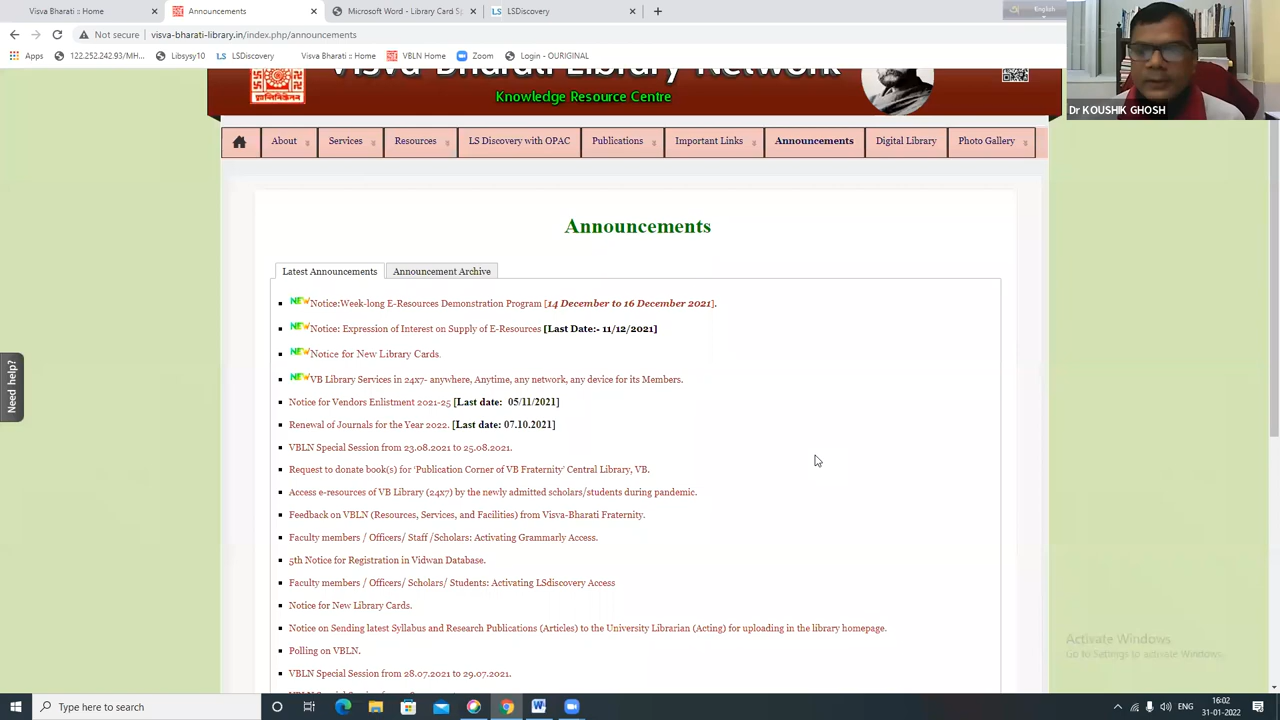 Visva Bharati :: Home
Announcements
Microsoft Word - Library Card S
LSDiscovery
English
Not secure
visva-bharati-library.in/index.php/announcements
Apps
122.252.242.93/MH...
Libsysy10
LSDiscovery
Visva Bharati :: Home
VBLN Home
Zoom
Login - OURIGINAL
Visva-Bharati Library Network
Knowledge Resource Centre
Dr KOUSHIK GHOSH
About
Services
Resources
LS Discovery with OPAC
Publications
Important Links
Announcements
Digital Library
Photo Gallery
Announcements
Latest Announcements
Announcement Archive
NEW Notice:Week-long E-Resources Demonstration Program [14 December to 16 December 2021].
NEW Notice: Expression of Interest on Supply of E-Resources [Last Date:- 11/12/2021]
NEW Notice for New Library Cards.
NEW VB Library Services in 24x7- anywhere, Anytime, any network, any device for its Members.
Notice for Vendors Enlistment 2021-25 [Last date: 05/11/2021]
Renewal of Journals for the Year 2022. [Last date: 07.10.2021]
VBLN Special Session from 23.08.2021 to 25.08.2021.
Request to donate book(s) for ‘Publication Corner of VB Fraternity’ Central Library, VB.
Access e-resources of VB Library (24x7) by the newly admitted scholars/students during pandemic.
Feedback on VBLN (Resources, Services, and Facilities) from Visva-Bharati Fraternity.
Faculty members / Officers/ Staff /Scholars: Activating Grammarly Access.
5th Notice for Registration in Vidwan Database.
Faculty members / Officers/ Scholars/ Students: Activating LSdiscovery Access
Notice for New Library Cards.
Notice on Sending latest Syllabus and Research Publications (Articles) to the University Librarian (Acting) for uploading in the library homepage.
Polling on VBLN.
VBLN Special Session from 28.07.2021 to 29.07.2021.
Need help?
Activate Windows
Go to Settings to activate Windows.
Type here to search
ENG
16:02
31-01-2022